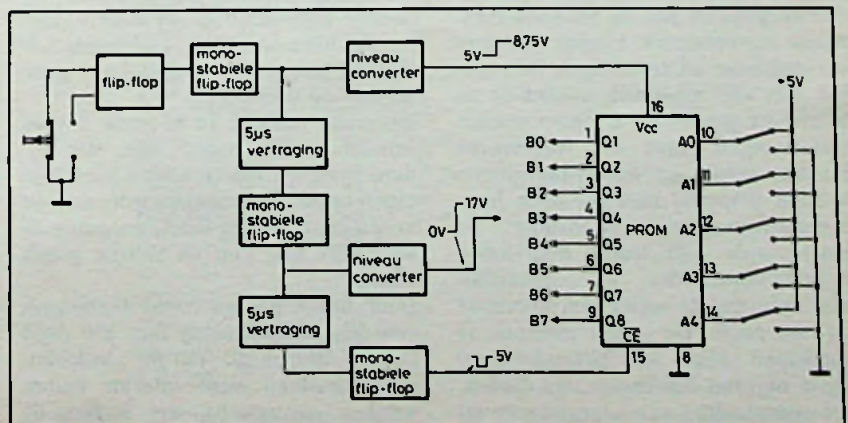 flip-flop
mono-
stabiele
flip-flop
niveau
converter
5V
8,75V
5µs
vertraging
mono-
stabiele
flip-flop
niveau
converter
0V
17V
5µs
vertraging
mono-
stabiele
flip-flop
5V
+5V
16
Vcc
PROM
B0 1 Q1
B1 2 Q2
B2 3 Q3
B3 4 Q4
B4 5 Q5
B5 6 Q6
B6 7 Q7
B7 9 Q8
A0 10
A1 11
A2 12
A3 13
A4 14
CE
15
8